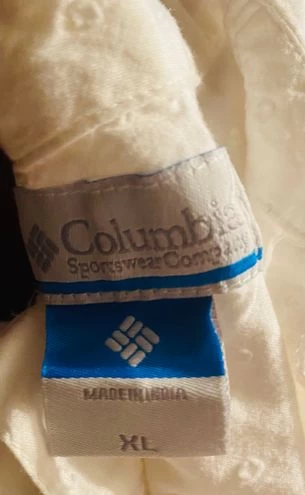 Columbia
Sportswear Company
MADE IN INDIA
XL